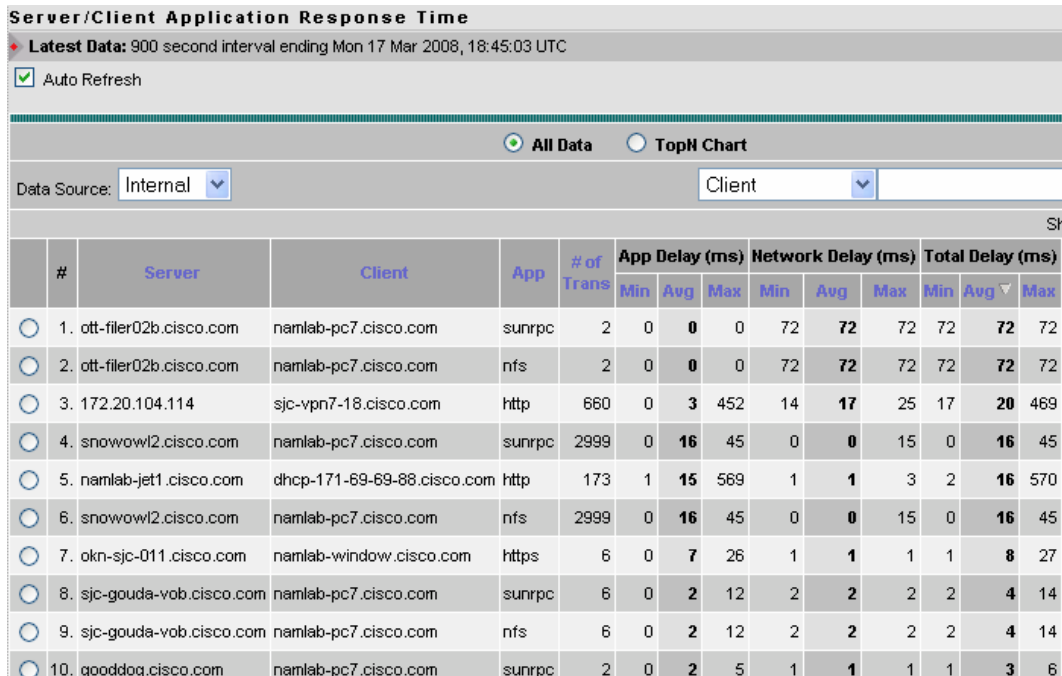 Server/Client Application Response Time
Latest Data: 900 second interval ending Mon 17 Mar 2008, 18:45:03 UTC
Auto Refresh
All Data TopN Chart
Data Source: Internal Client
# Server Client App # of Trans App Delay (ms) Network Delay (ms) Total Delay (ms)
Min Avg Max Min Avg Max Min Avg Max
1. ott-filer02b.cisco.com namlab-pc7.cisco.com sunrpc 2 0 0 0 72 72 72 72 72 72
2. ott-filer02b.cisco.com namlab-pc7.cisco.com nfs 2 0 0 0 72 72 72 72 72 72
3. 172.20.104.114 sjc-vpn7-18.cisco.com http 660 0 3 452 14 17 25 17 20 469
4. snowowl2.cisco.com namlab-pc7.cisco.com sunrpc 2999 0 16 45 0 0 15 0 16 45
5. namlab-jet1.cisco.com dhcp-171-69-69-88.cisco.com http 173 1 15 569 1 1 3 2 16 570
6. snowowl2.cisco.com namlab-pc7.cisco.com nfs 2999 0 16 45 0 0 15 0 16 45
7. okn-sjc-011.cisco.com namlab-window.cisco.com https 6 0 7 26 1 1 1 1 8 27
8. sjc-gouda-vob.cisco.com namlab-pc7.cisco.com sunrpc 6 0 2 12 2 2 2 2 4 14
9. sjc-gouda-vob.cisco.com namlab-pc7.cisco.com nfs 6 0 2 12 2 2 2 2 4 14
10. gooddog.cisco.com namlab-pc7.cisco.com sunrpc 2 0 2 5 1 1 1 1 3 6